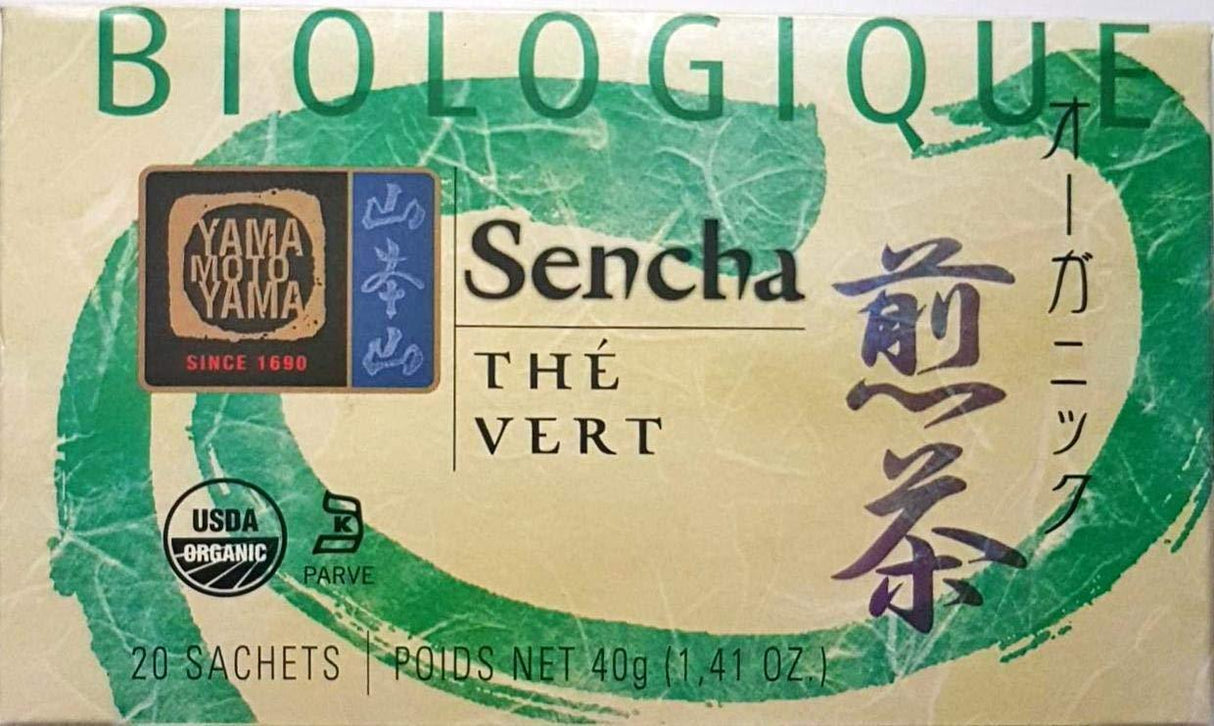 BIOLOGIQUE
YAMA
MOTO
YAMA
SINCE 1690
山本山
Sencha
THÉ
VERT
煎茶
オーガニック
USDA
ORGANIC
K
PARVE
20 SACHETS | POIDS NET 40g (1,41 OZ.)